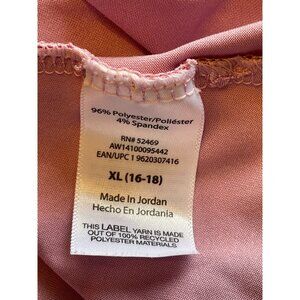 96% Polyester/Poliéster
4% Spandex
RN# 52469
AW14100095442
EAN/UPC 1 9620307416
XL (16-18)
Made In Jordan
Hecho En Jordania
THIS LABEL YARN IS MADE
OUT OF 100% RECYCLED
POLYESTER MATERIALS